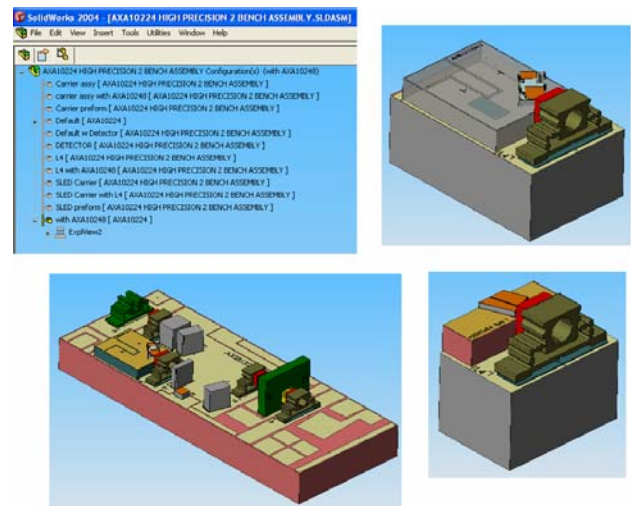 SolidWorks 2004 - [AXA10224 HIGH PRECISION 2 BENCH ASSEMBLY.SLDASM]
File Edit View Insert Tools Utilities Window Help
AXA10224 HIGH PRECISION 2 BENCH ASSEMBLY Configuration(s) (with AXA10248)
Carrier assy [ AXA10224 HIGH PRECISION 2 BENCH ASSEMBLY ]
carrier assy with AXA10248 [ AXA10224 HIGH PRECISION 2 BENCH ASSEMBLY ]
Carrier preform [ AXA10224 HIGH PRECISION 2 BENCH ASSEMBLY ]
Default [ AXA10224 ]
Default w Detector [ AXA10224 HIGH PRECISION 2 BENCH ASSEMBLY ]
DETECTOR [ AXA10224 HIGH PRECISION 2 BENCH ASSEMBLY ]
L4 [ AXA10224 HIGH PRECISION 2 BENCH ASSEMBLY ]
L4 with AXA10248 [ AXA10224 HIGH PRECISION 2 BENCH ASSEMBLY ]
SLED Carrier [ AXA10224 HIGH PRECISION 2 BENCH ASSEMBLY ]
SLED Carrier with L4 [ AXA10224 HIGH PRECISION 2 BENCH ASSEMBLY ]
SLED preform [ AXA10224 HIGH PRECISION 2 BENCH ASSEMBLY ]
with AXA10248 [ AXA10224 ]
ExplView2